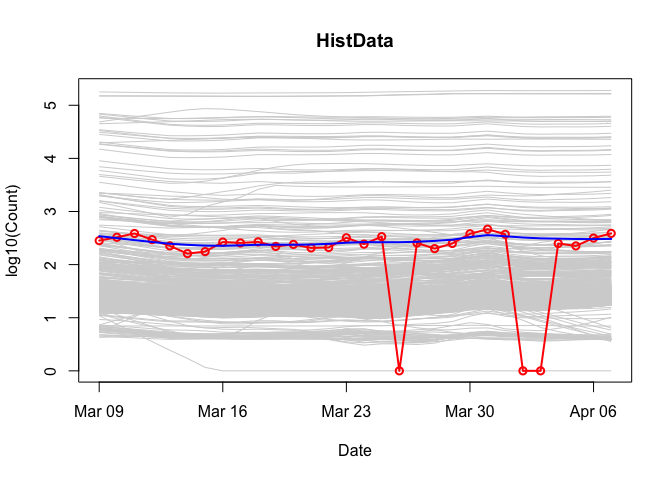 HistData
log10(Count)
5
4
3
2
1
0
Mar 09
Mar 16
Mar 23
Mar 30
Apr 06
Date